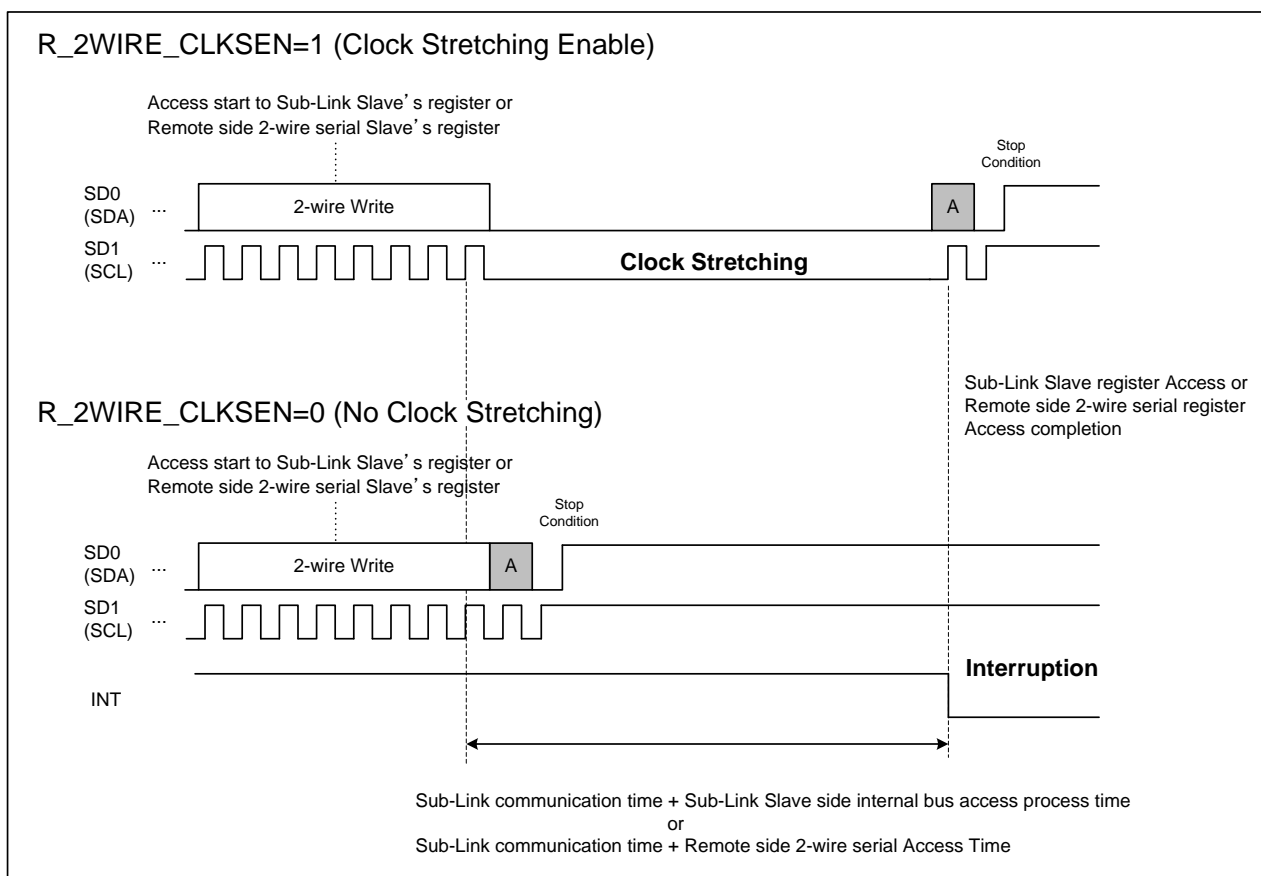 R_2WIRE_CLKSEN=1 (Clock Stretching Enable)
Access start to Sub-Link Slave’s register or
Remote side 2-wire serial Slave’s register
Stop
Condition
SD0
(SDA)
...
2-wire Write
A
SD1
(SCL)
...
Clock Stretching
Sub-Link Slave register Access or
Remote side 2-wire serial register
Access completion
R_2WIRE_CLKSEN=0 (No Clock Stretching)
Access start to Sub-Link Slave’s register or
Remote side 2-wire serial Slave’s register
Stop
Condition
SD0
(SDA)
...
2-wire Write
A
SD1
(SCL)
...
Interruption
INT
Sub-Link communication time + Sub-Link Slave side internal bus access process time
or
Sub-Link communication time + Remote side 2-wire serial Access Time